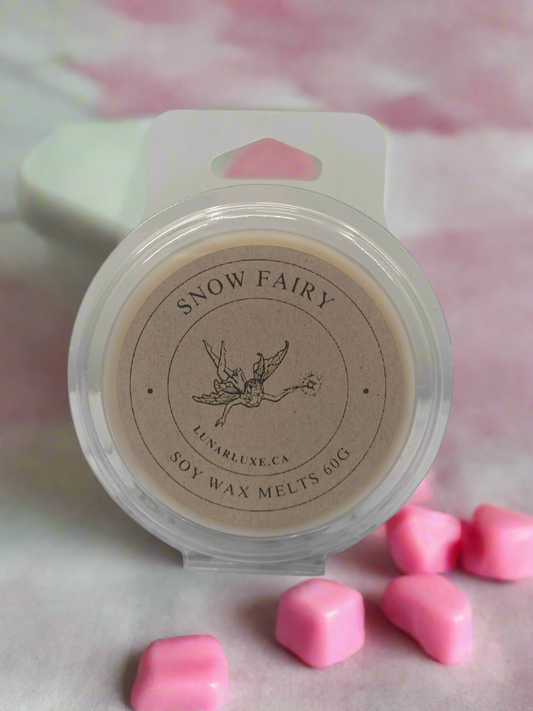 SNOW FAIRY
LUNARLUXE.CA
SOY WAX MELTS 60G